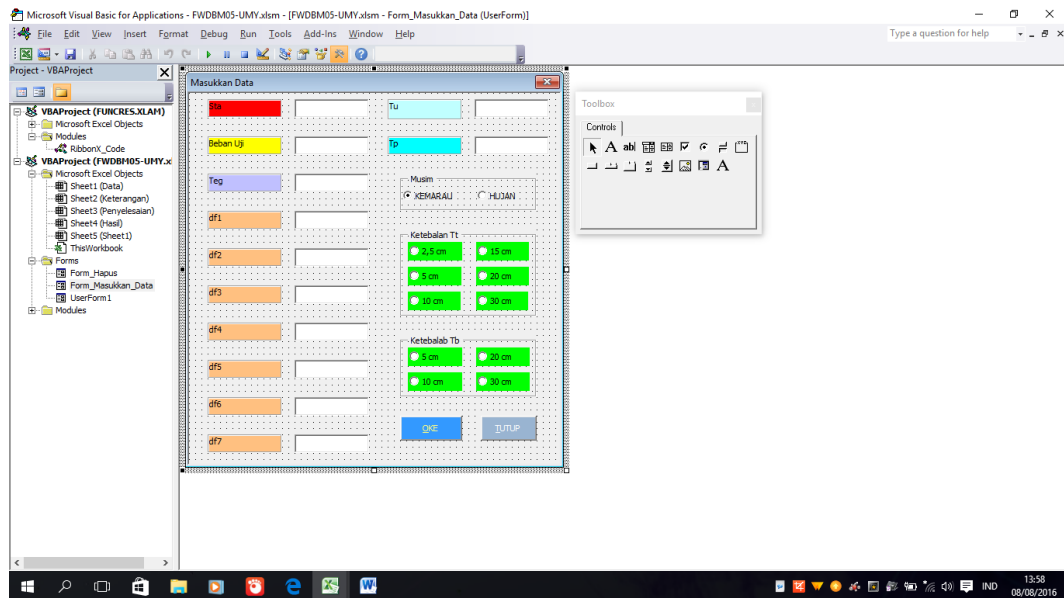 Microsoft Visual Basic for Applications - FWDBM05-UMY.xlsm - [FWDBM05-UMY.xlsm - Form_Masukkan_Data (UserForm)]
File Edit View Insert Format Debug Run Tools Add-Ins Window Help
Type a question for help
Project - VBAProject
VBAProject (FUNCRES.XLAM)
Microsoft Excel Objects
Modules
RibbonX_Code
VBAProject (FWDBM05-UMY.x
Microsoft Excel Objects
Sheet1 (Data)
Sheet2 (Keterangan)
Sheet3 (Penyelesaian)
Sheet4 (Hasil)
Sheet5 (Sheet1)
ThisWorkbook
Forms
Form_Hapus
Form_Masukkan_Data
UserForm1
Modules
Masukkan Data
Sta
Beban Uji
Teg
df1
df2
df3
df4
df5
df6
df7
Tu
Tp
Musim
KEMARAU HUJAN
Ketebalan Tt
2,5 cm 15 cm
5 cm 20 cm
10 cm 30 cm
Ketebalab Tb
5 cm 20 cm
10 cm 30 cm
OKE TUTUP
Toolbox
Controls
A ab|
A
IND
13:58
08/08/2016